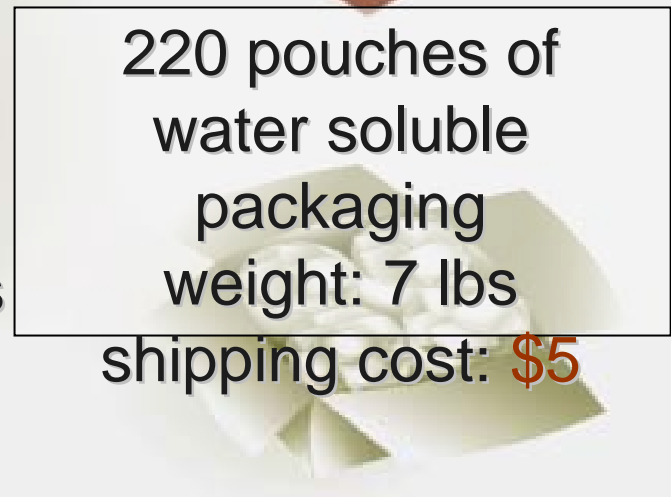 220 pouches of
water soluble
packaging
weight: 7 lbs
s
shipping cost: $5